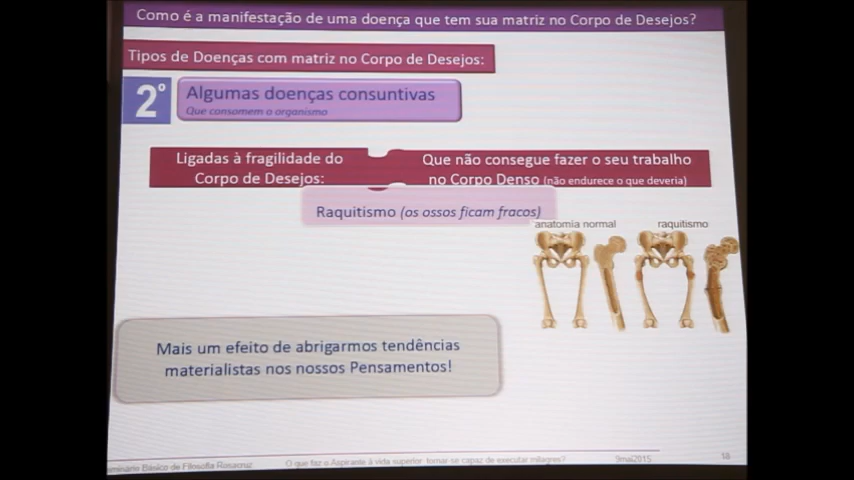 Como é a manifestação de uma doença que tem sua matriz no Corpo de Desejos?
Tipos de Doenças com matriz no Corpo de Desejos:
2º
Algumas doenças consuntivas
Que consomem o organismo
Ligadas à fragilidade do
Corpo de Desejos:
Que não consegue fazer o seu trabalho
no Corpo Denso (não endurece o que deveria)
Raquitismo (os ossos ficam fracos)
anatomia normal
raquitismo
Mais um efeito de abrigarmos tendências
materialistas nos nossos Pensamentos!
eminário Básico de Filosofia Rosacruz
O que faz o Aspirante à vida superior tornar-se capaz de executar milagres?
9mai2015
18